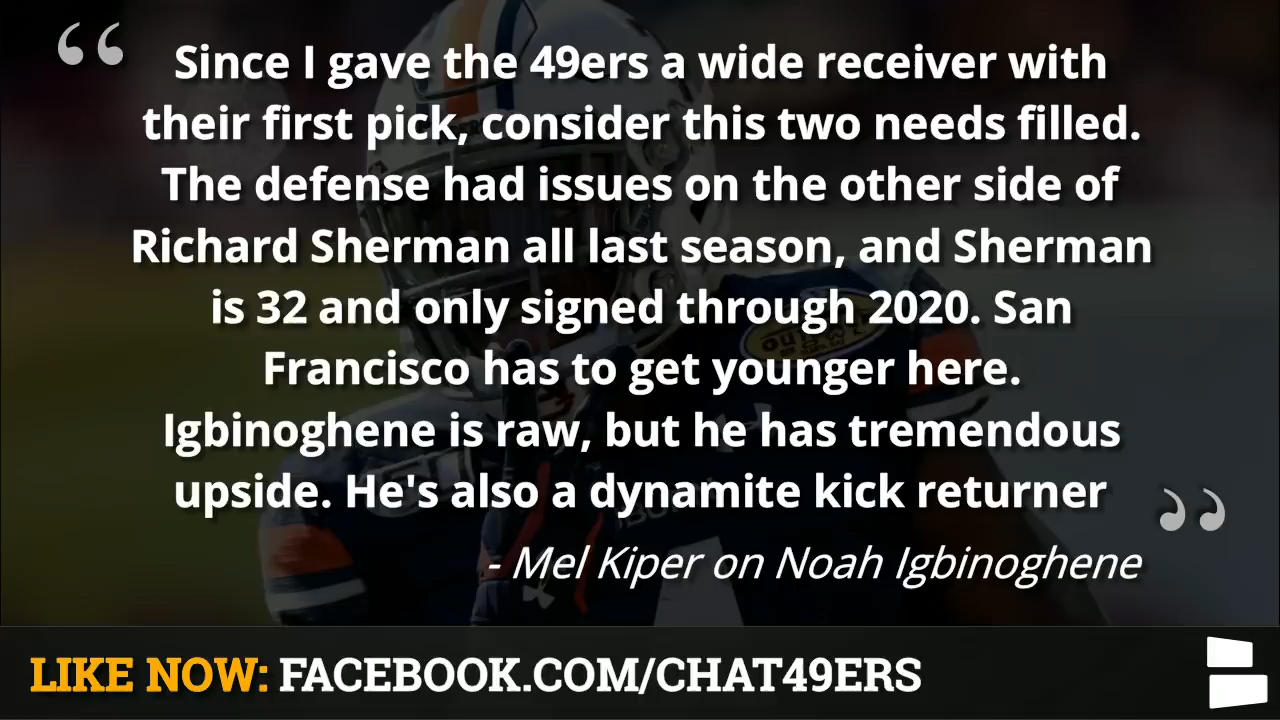 “
Since I gave the 49ers a wide receiver with
their first pick, consider this two needs filled.
The defense had issues on the other side of
Richard Sherman all last season, and Sherman
is 32 and only signed through 2020. San
Francisco has to get younger here.
Igbinoghene is raw, but he has tremendous
upside. He's also a dynamite kick returner
”
- Mel Kiper on Noah Igbinoghene
LIKE NOW: FACEBOOK.COM/CHAT49ERS